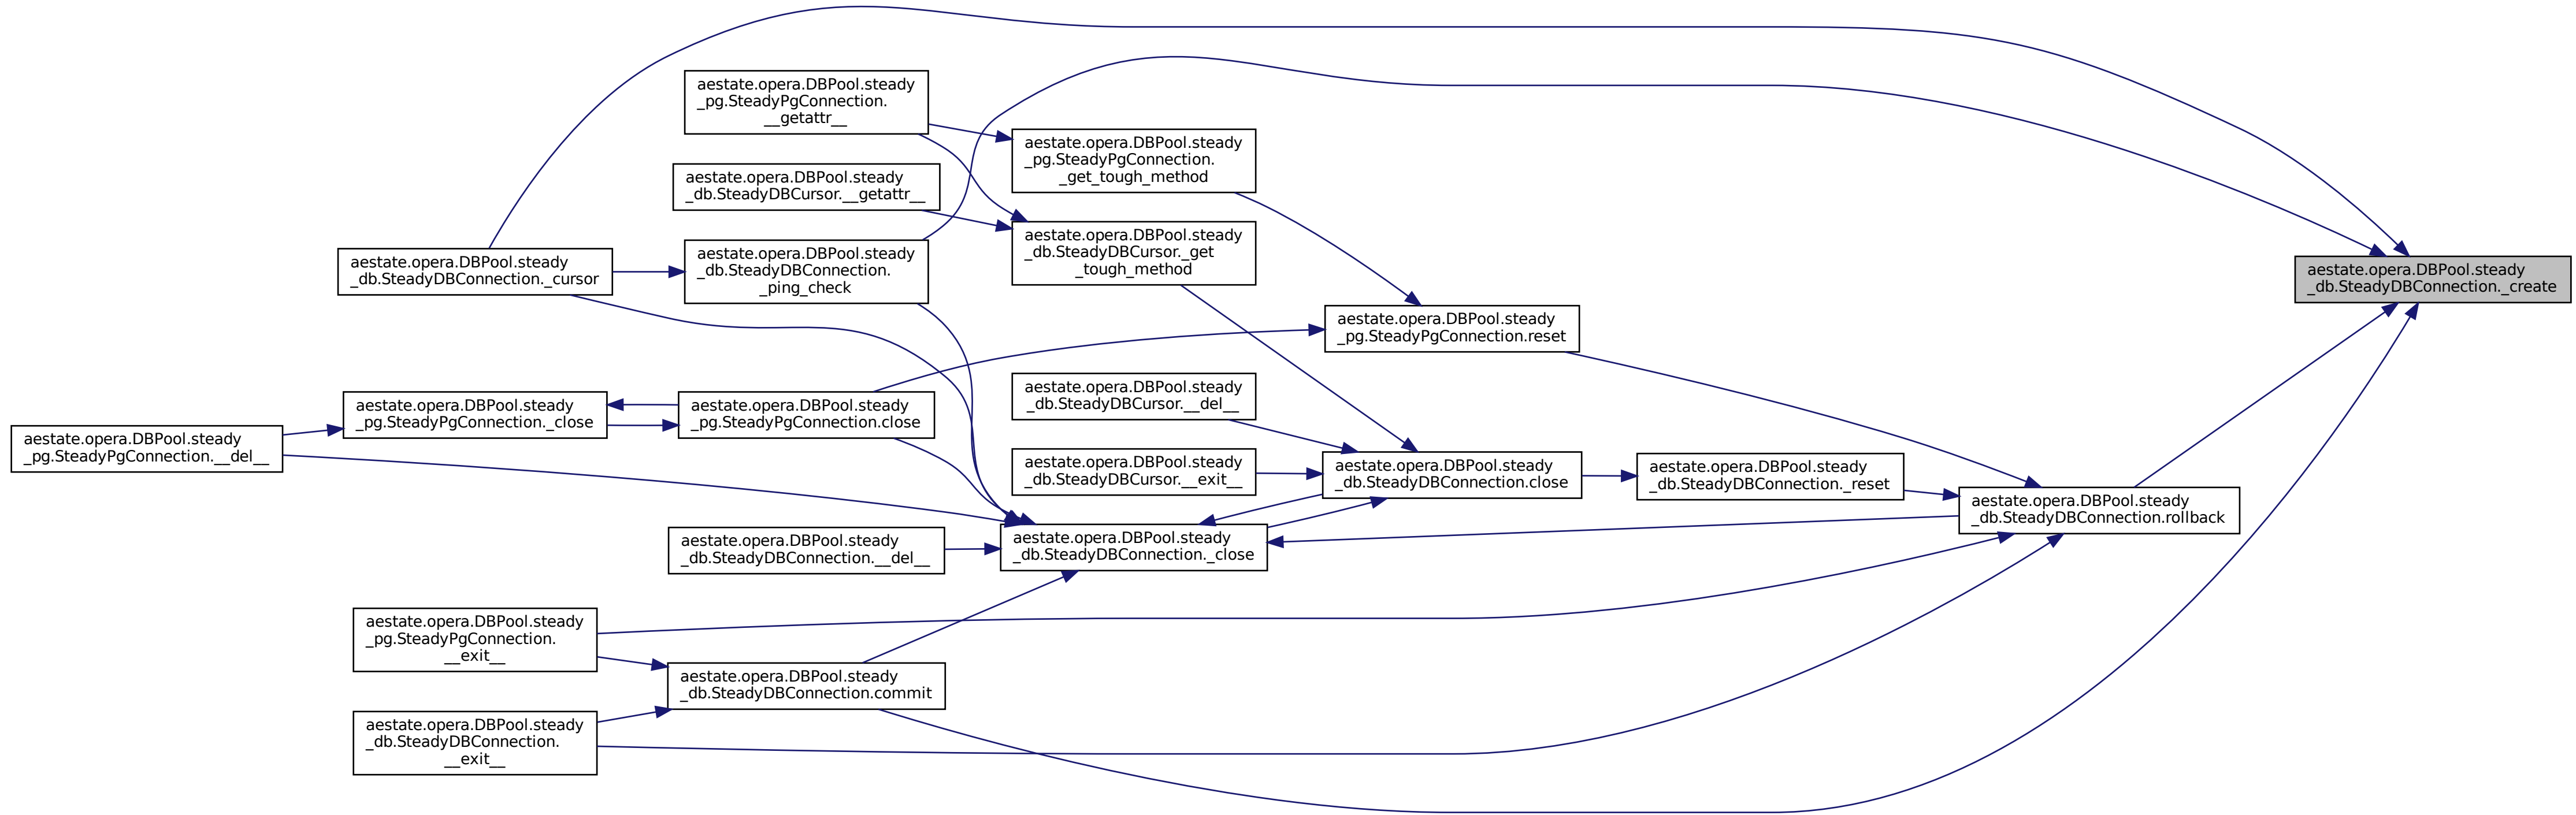 aestate.opera.DBPool.steady
_pg.SteadyPgConnection.
__getattr__
aestate.opera.DBPool.steady
_pg.SteadyPgConnection.
_get_tough_method
aestate.opera.DBPool.steady
_db.SteadyDBCursor.__getattr__
aestate.opera.DBPool.steady
_db.SteadyDBCursor._get
_tough_method
aestate.opera.DBPool.steady
_db.SteadyDBConnection._cursor
aestate.opera.DBPool.steady
_db.SteadyDBConnection.
_ping_check
aestate.opera.DBPool.steady
_db.SteadyDBConnection._create
aestate.opera.DBPool.steady
_pg.SteadyPgConnection.reset
aestate.opera.DBPool.steady
_db.SteadyDBCursor.__del__
aestate.opera.DBPool.steady
_pg.SteadyPgConnection._close
aestate.opera.DBPool.steady
_pg.SteadyPgConnection.close
aestate.opera.DBPool.steady
_pg.SteadyPgConnection.__del__
aestate.opera.DBPool.steady
_db.SteadyDBCursor.__exit__
aestate.opera.DBPool.steady
_db.SteadyDBConnection.close
aestate.opera.DBPool.steady
_db.SteadyDBConnection._reset
aestate.opera.DBPool.steady
_db.SteadyDBConnection.rollback
aestate.opera.DBPool.steady
_db.SteadyDBConnection.__del__
aestate.opera.DBPool.steady
_db.SteadyDBConnection._close
aestate.opera.DBPool.steady
_pg.SteadyPgConnection.
__exit__
aestate.opera.DBPool.steady
_db.SteadyDBConnection.commit
aestate.opera.DBPool.steady
_db.SteadyDBConnection.
__exit__